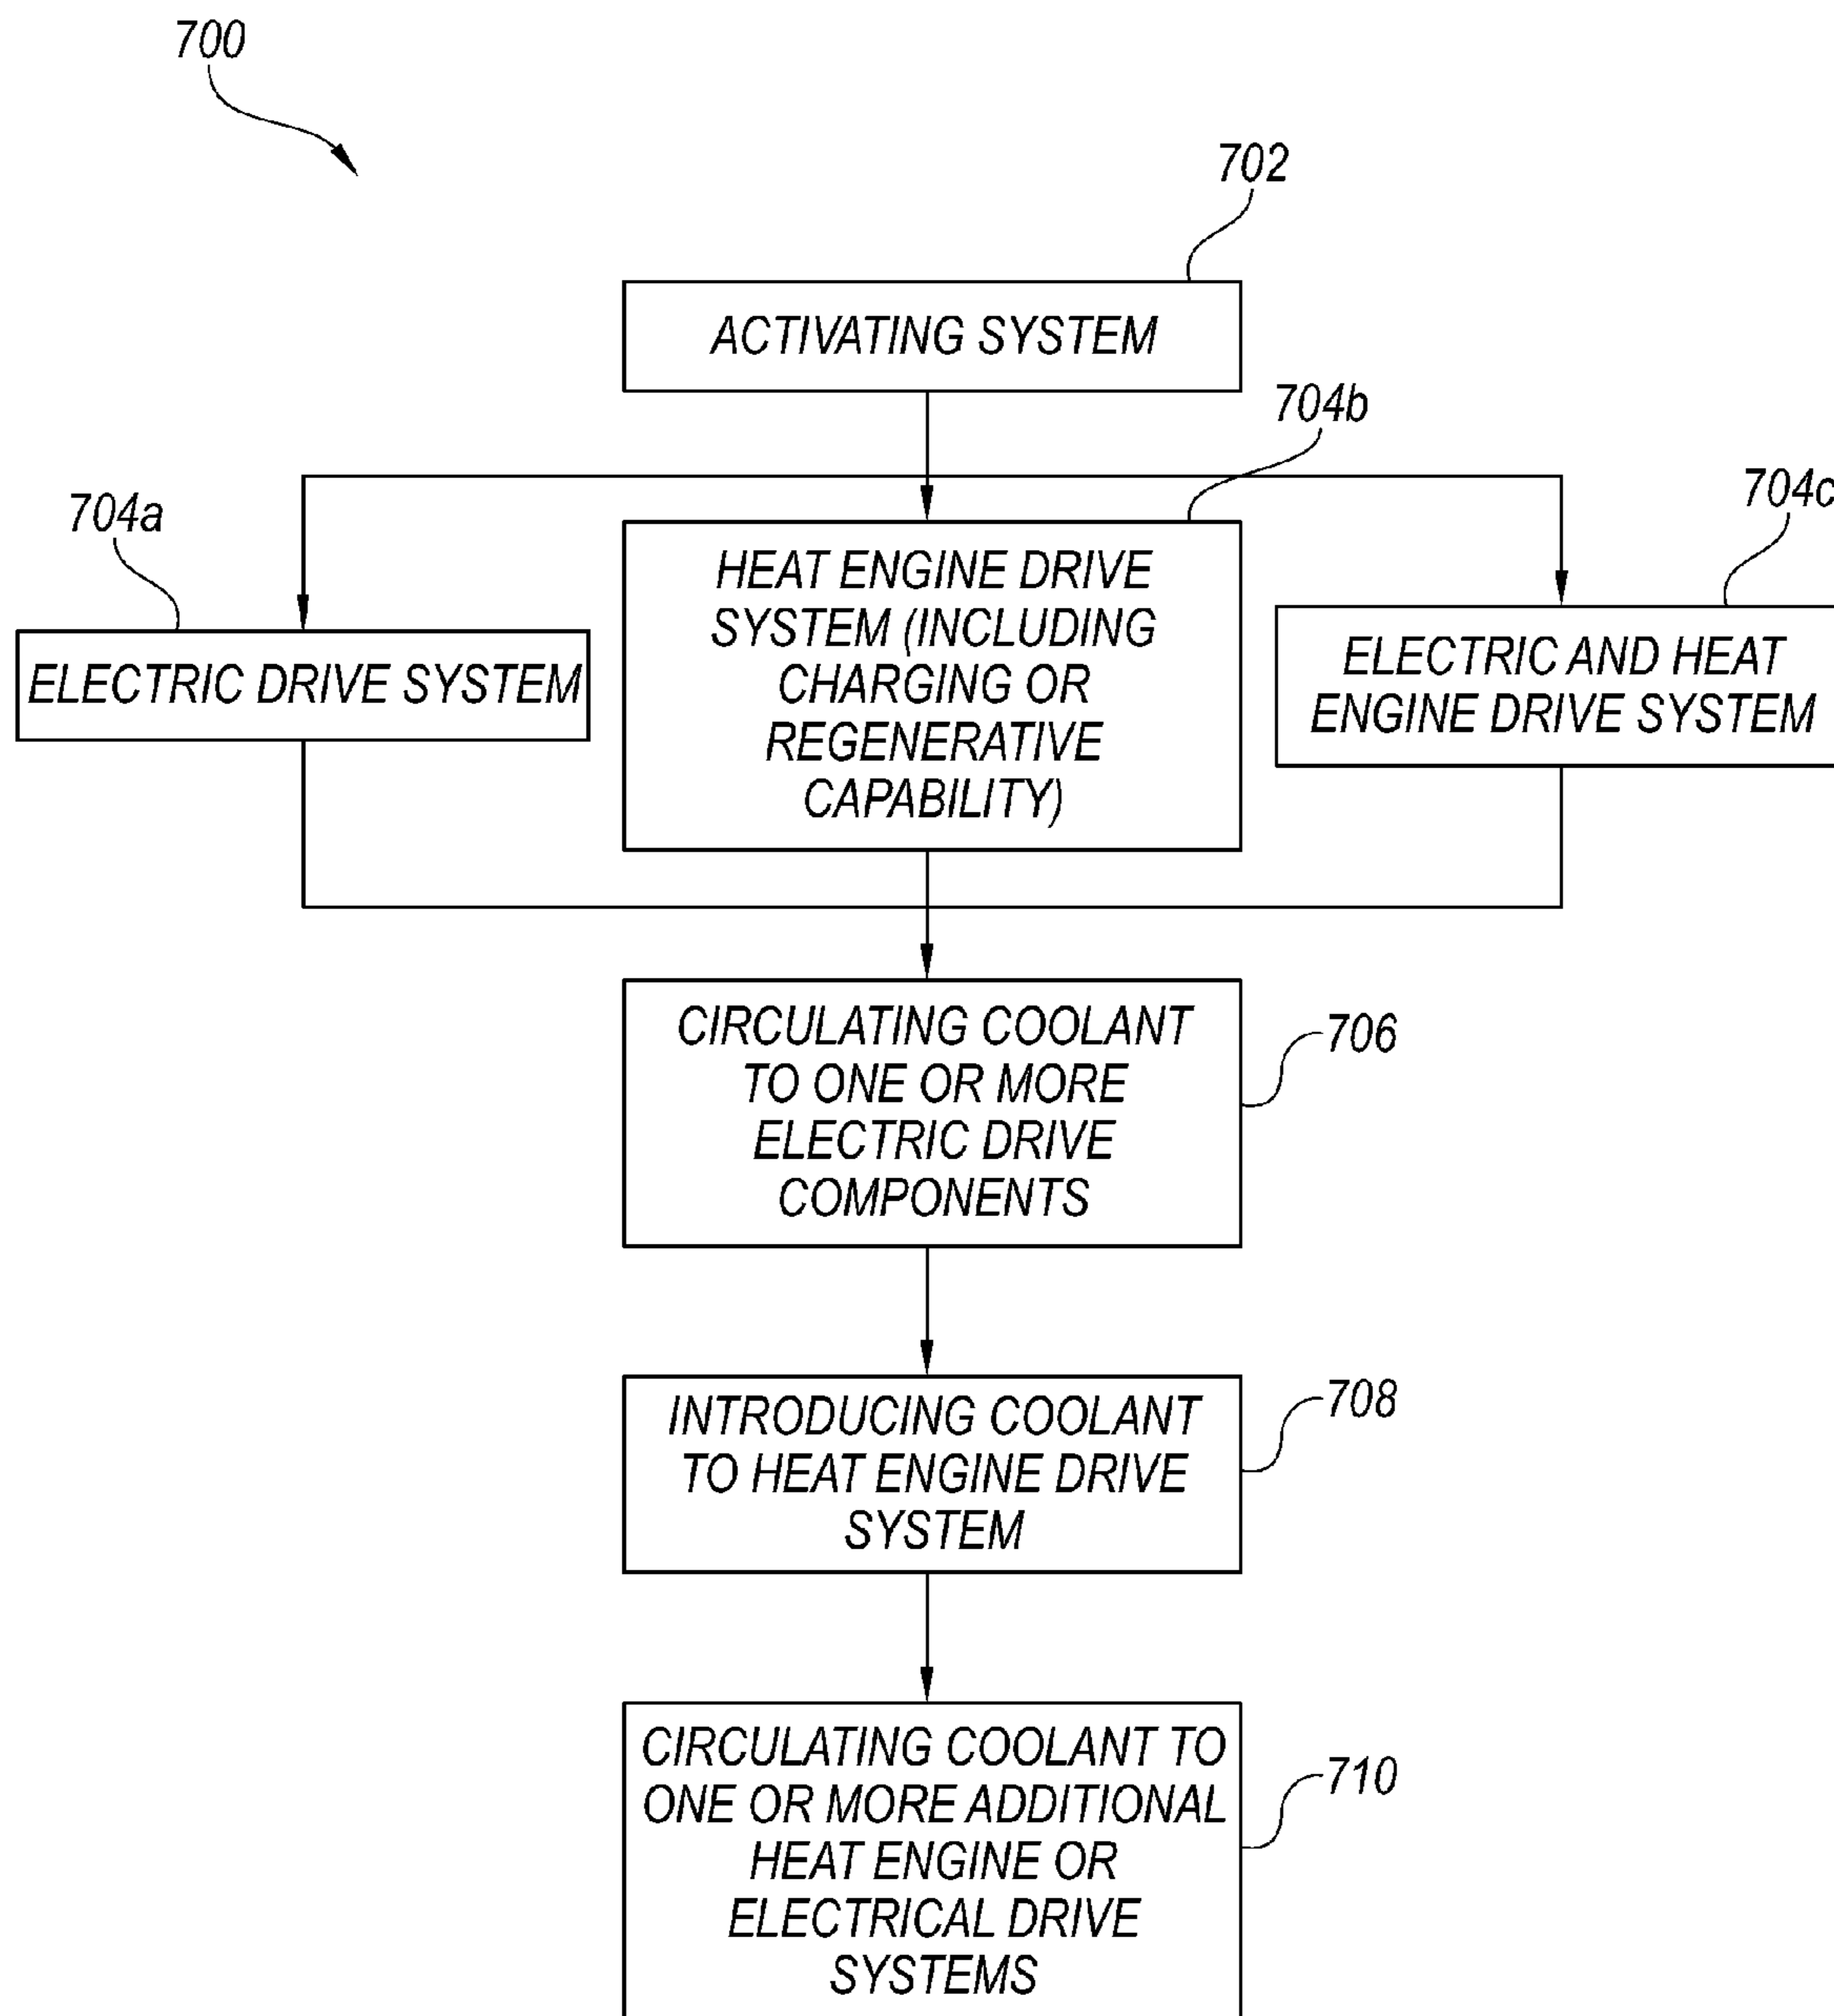 700
702
ACTIVATING SYSTEM
704b
704a
704c
HEAT ENGINE DRIVE
SYSTEM (INCLUDING
CHARGING OR
REGENERATIVE
CAPABILITY)
ELECTRIC DRIVE SYSTEM
ELECTRIC AND HEAT
ENGINE DRIVE SYSTEM
CIRCULATING COOLANT
TO ONE OR MORE
ELECTRIC DRIVE
COMPONENTS
706
INTRODUCING COOLANT
TO HEAT ENGINE DRIVE
SYSTEM
708
CIRCULATING COOLANT TO
ONE OR MORE ADDITIONAL
HEAT ENGINE OR
ELECTRICAL DRIVE
SYSTEMS
710